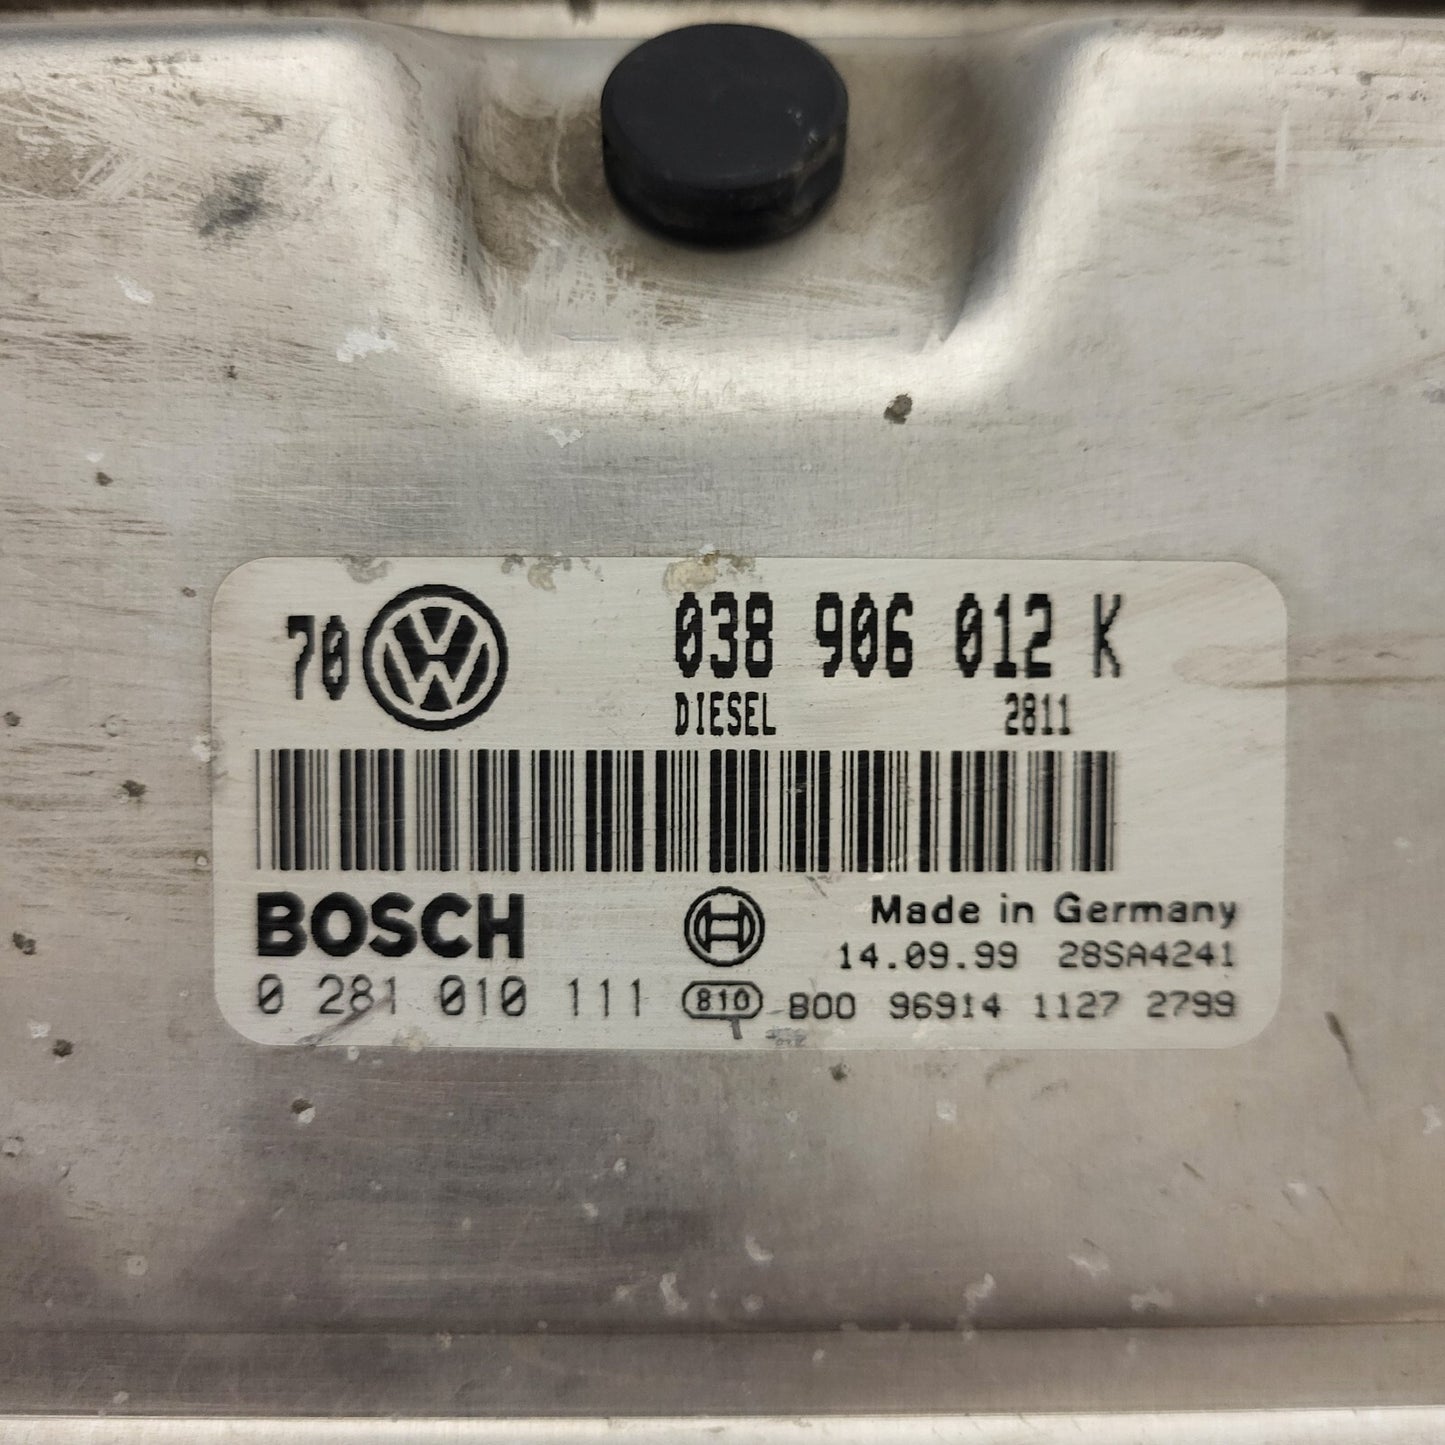 70 VW 038 906 012 K
DIESEL 2811
BOSCH Made in Germany
14.09.99 28SA4241
0 281 010 111 810 B00 96914 1127 2799